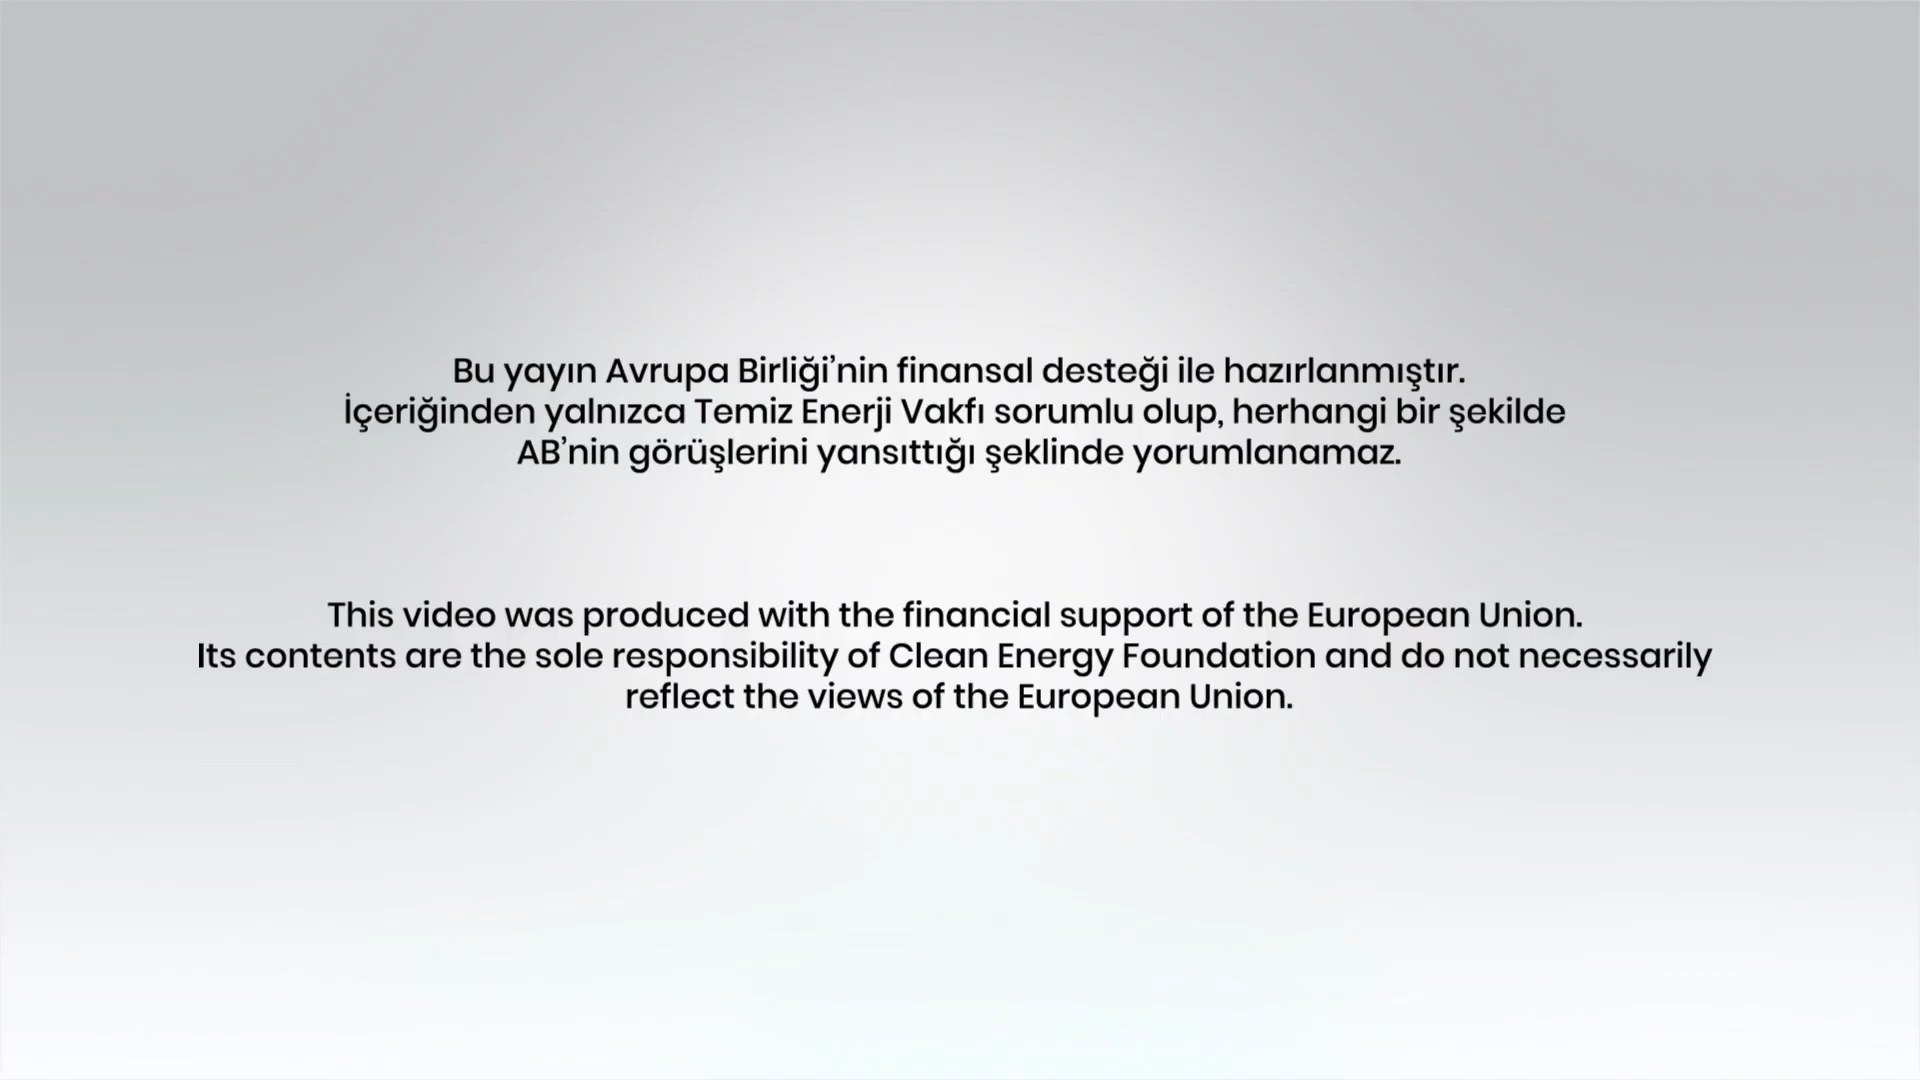 Bu yayın Avrupa Birliği’nin finansal desteği ile hazırlanmıştır.
İçeriğinden yalnızca Temiz Enerji Vakfı sorumlu olup, herhangi bir şekilde
AB’nin görüşlerini yansıttığı şeklinde yorumlanamaz.
This video was produced with the financial support of the European Union.
Its contents are the sole responsibility of Clean Energy Foundation and do not necessarily
reflect the views of the European Union.